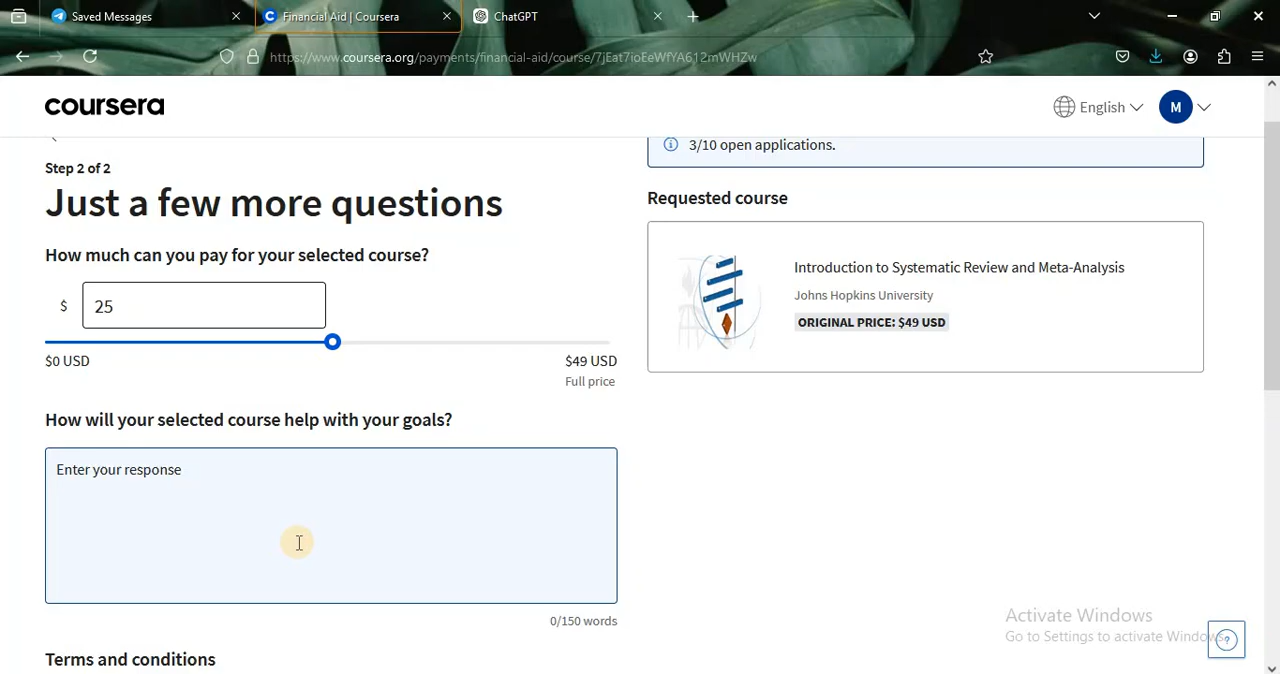 Saved Messages
Financial Aid | Coursera
ChatGPT
https://www.coursera.org/payments/financial-aid/course/7jEat7ioEeWfYA612mWHZw
coursera
English
M
Step 2 of 2
Just a few more questions
How much can you pay for your selected course?
$ 25
$0 USD
$49 USD
Full price
How will your selected course help with your goals?
Enter your response
0/150 words
Terms and conditions
3/10 open applications.
Requested course
Introduction to Systematic Review and Meta-Analysis
Johns Hopkins University
ORIGINAL PRICE: $49 USD
Activate Windows
Go to Settings to activate Windows.